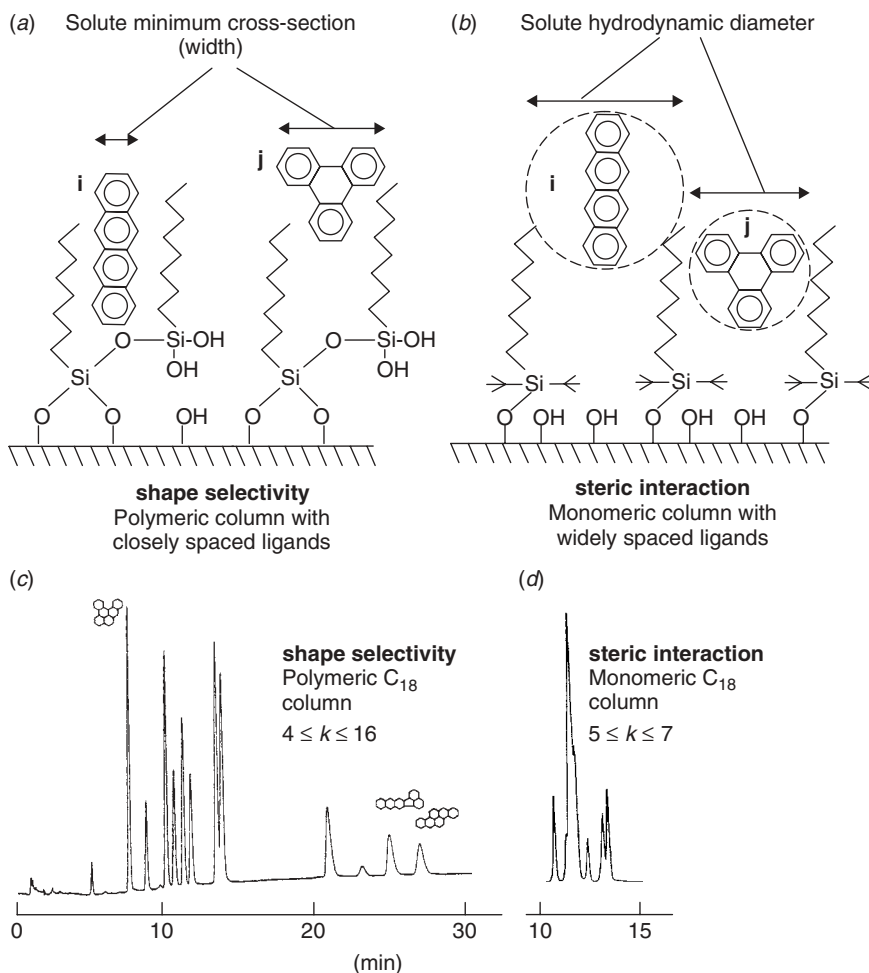 (a)
Solute minimum cross-section
(width)
i
j
O
Si-OH
OH
Si
O
O
OH
O
Si-OH
OH
Si
O
O
shape selectivity
Polymeric column with
closely spaced ligands
(b)
Solute hydrodynamic diameter
i
j
Si
Si
Si
O
OH
OH
O
OH
OH
O
steric interaction
Monomeric column with
widely spaced ligands
(c)
shape selectivity
Polymeric C18
column
4 ≤ k ≤ 16
0
10
20
30
(min)
(d)
steric interaction
Monomeric C18
column
5 ≤ k ≤ 7
10
15